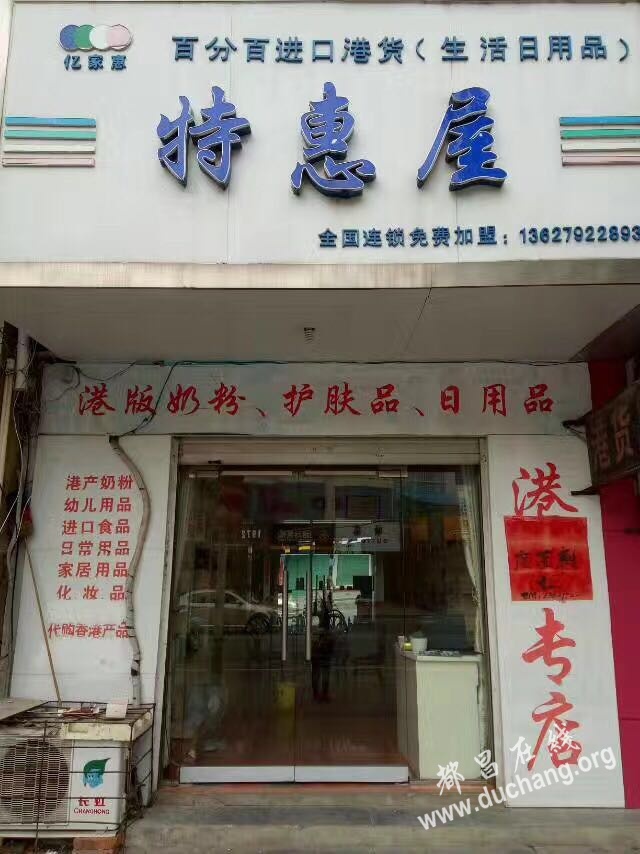 亿家惠
百分百进口港货(生活日用品)
特惠屋
全国连锁免费加盟:13627922893
港版奶粉、护肤品、日用品
港产奶粉
幼儿用品
进口食品
日常用品
家居用品
化妆品
代购香港产品
港
专店
港货
长虹
CHANGHONG
都昌在线
www.duchang.org